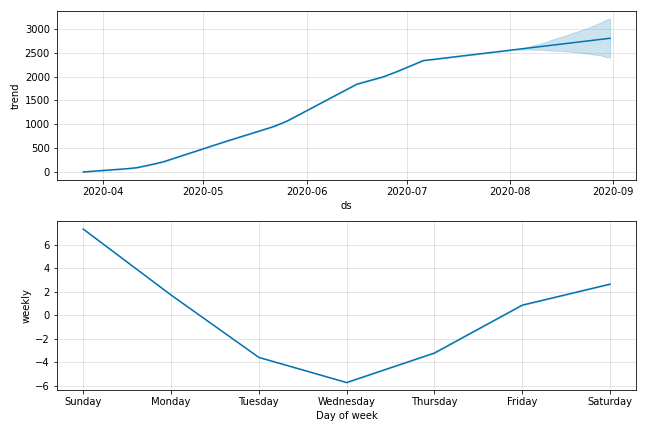 3000
2500
2000
1500
1000
500
0
trend
2020-04 2020-05 2020-06 2020-07 2020-08 2020-09
ds
6
4
2
0
−2
−4
−6
weekly
Sunday Monday Tuesday Wednesday Thursday Friday Saturday
Day of week